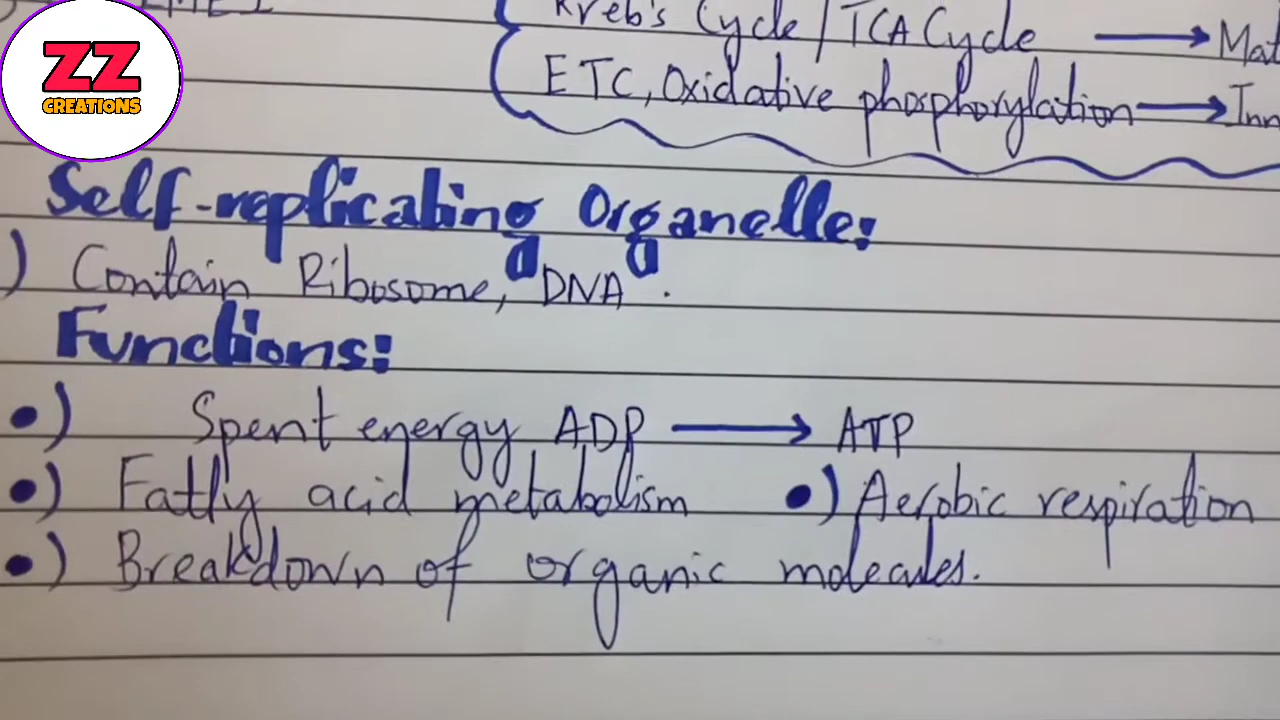 Kreb's Cycle / TCA Cycle → Mat
ETC, Oxidative phosphorylation → Inn
ZZ
CREATIONS
Self-replicating Organelle:
) Contain Ribosome, DNA.
Functions:
•) Spent energy ADP → ATP
•) Fatly acid metabolism •) Aerobic respiration
•) Breakdown of organic molecules.